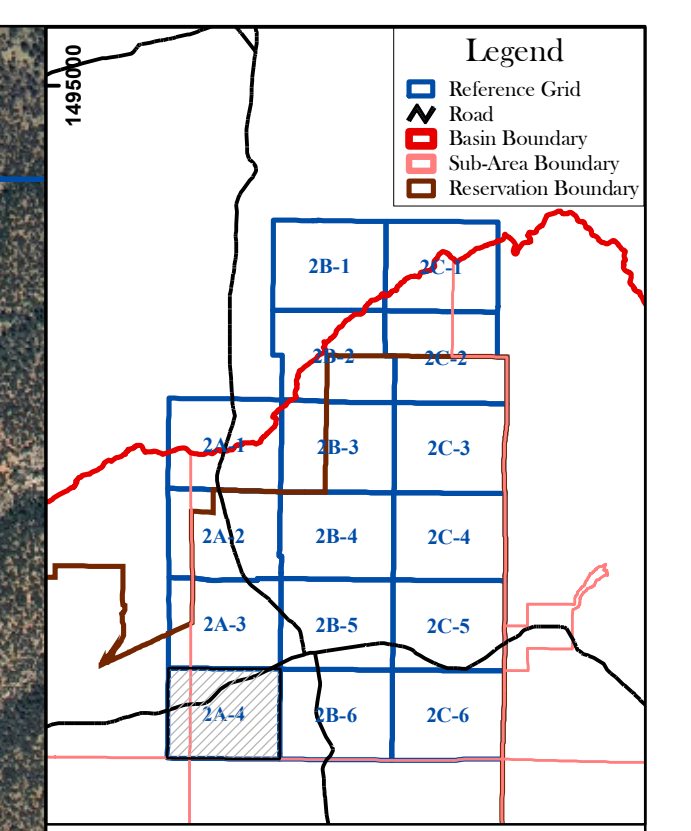 1495000
Legend
Reference Grid
Road
Basin Boundary
Sub-Area Boundary
Reservation Boundary
2B-1
2C-1
2B-2
2C-2
2A-1
2B-3
2C-3
2A-2
2B-4
2C-4
2A-3
2B-5
2C-5
2A-4
2B-6
2C-6